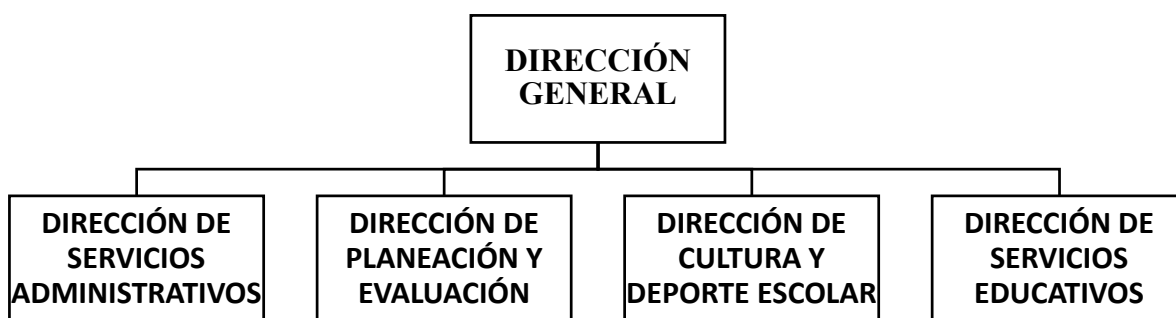 DIRECCIÓN
GENERAL
DIRECCIÓN DE
SERVICIOS
ADMINISTRATIVOS
DIRECCIÓN DE
PLANEACIÓN Y
EVALUACIÓN
DIRECCIÓN DE
CULTURA Y
DEPORTE ESCOLAR
DIRECCIÓN DE
SERVICIOS
EDUCATIVOS